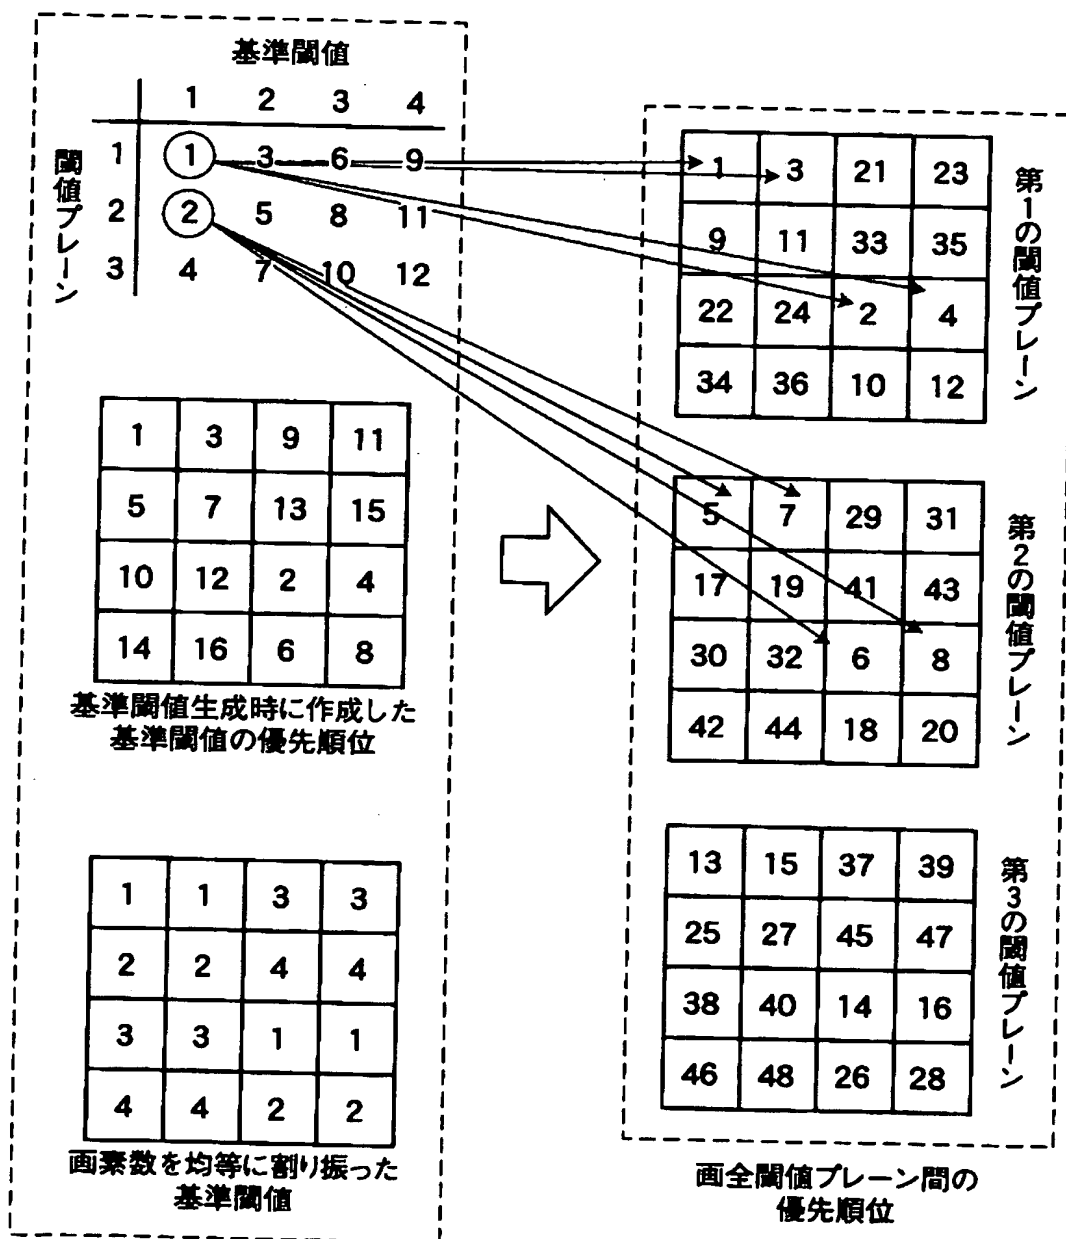 基準閾値
1 2 3 4
閾値プレーン
1 1 3 6 9
2 2 5 8 11
3 4 7 10 12
1 3 9 11
5 7 13 15
10 12 2 4
14 16 6 8
基準閾値生成時に作成した
基準閾値の優先順位
1 1 3 3
2 2 4 4
3 3 1 1
4 4 2 2
画素数を均等に割り振った
基準閾値
1 3 21 23
9 11 33 35
22 24 2 4
34 36 10 12
第1の閾値プレーン
5 7 29 31
17 19 41 43
30 32 6 8
42 44 18 20
第2の閾値プレーン
13 15 37 39
25 27 45 47
38 40 14 16
46 48 26 28
第3の閾値プレーン
画全閾値プレーン間の
優先順位